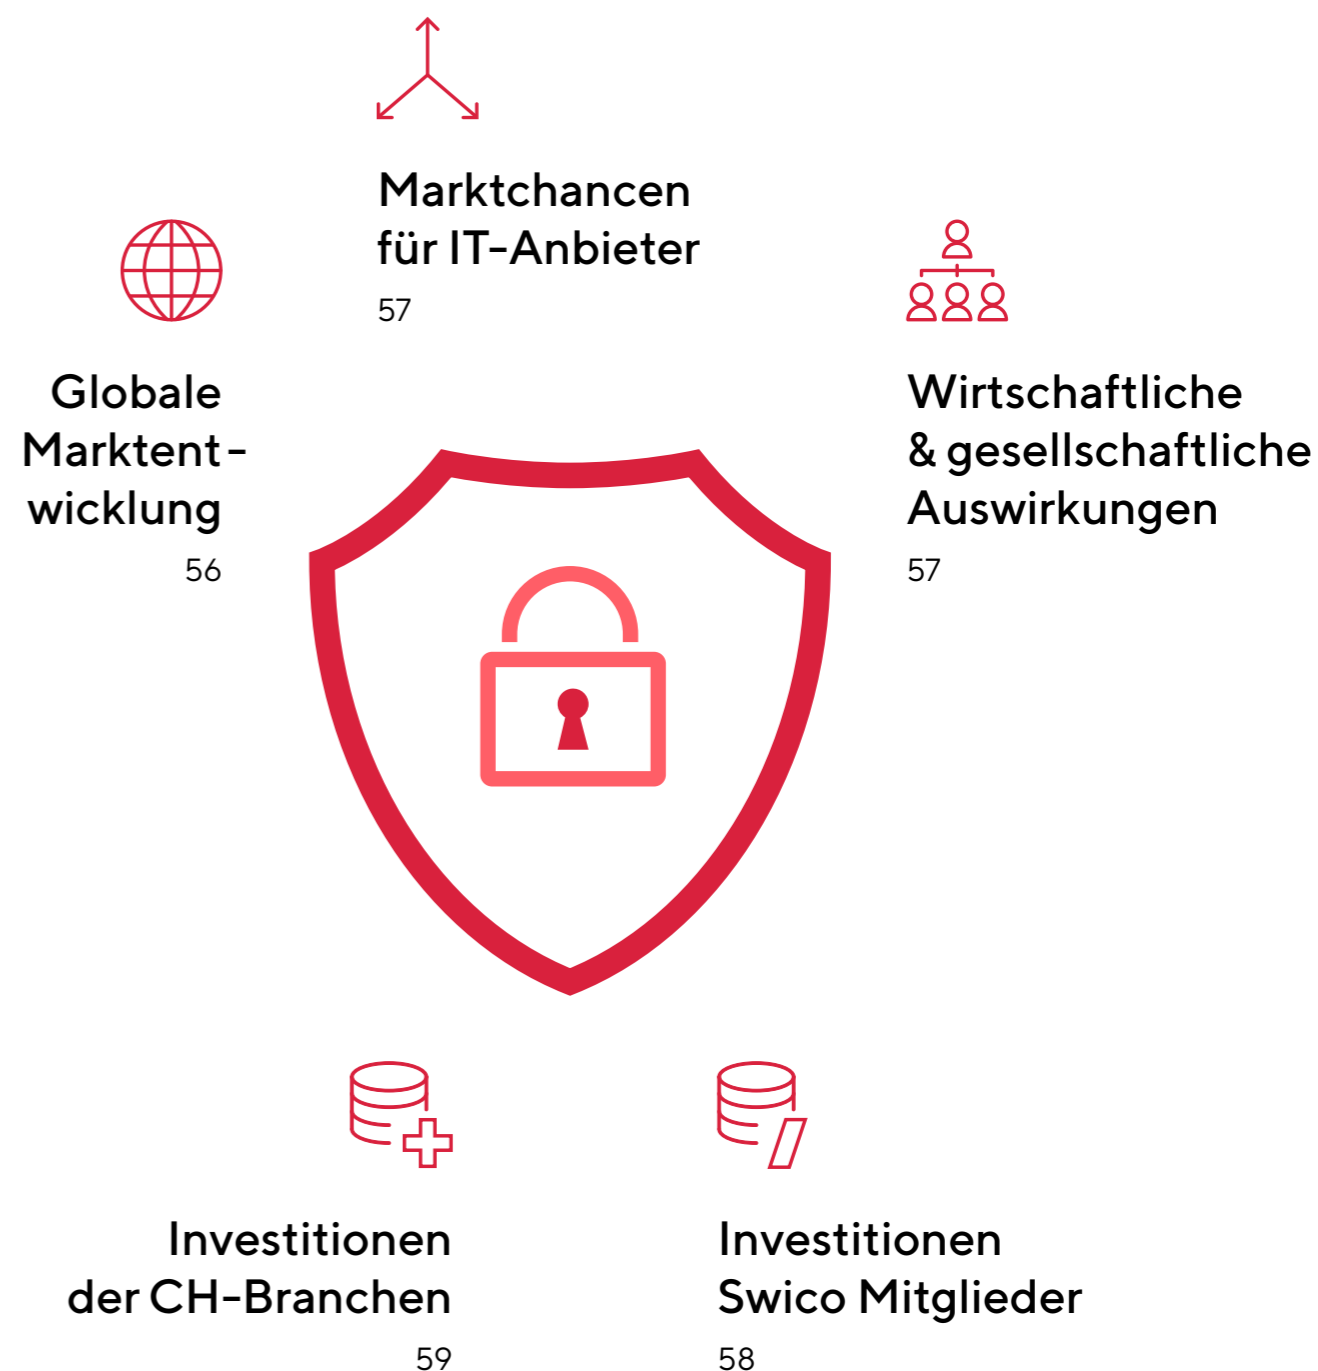 Marktchancen
für IT-Anbieter
57
Globale
Marktent-
wicklung
56
Wirtschaftliche
& gesellschaftliche
Auswirkungen
57
Investitionen
der CH-Branchen
59
Investitionen
Swico Mitglieder
58